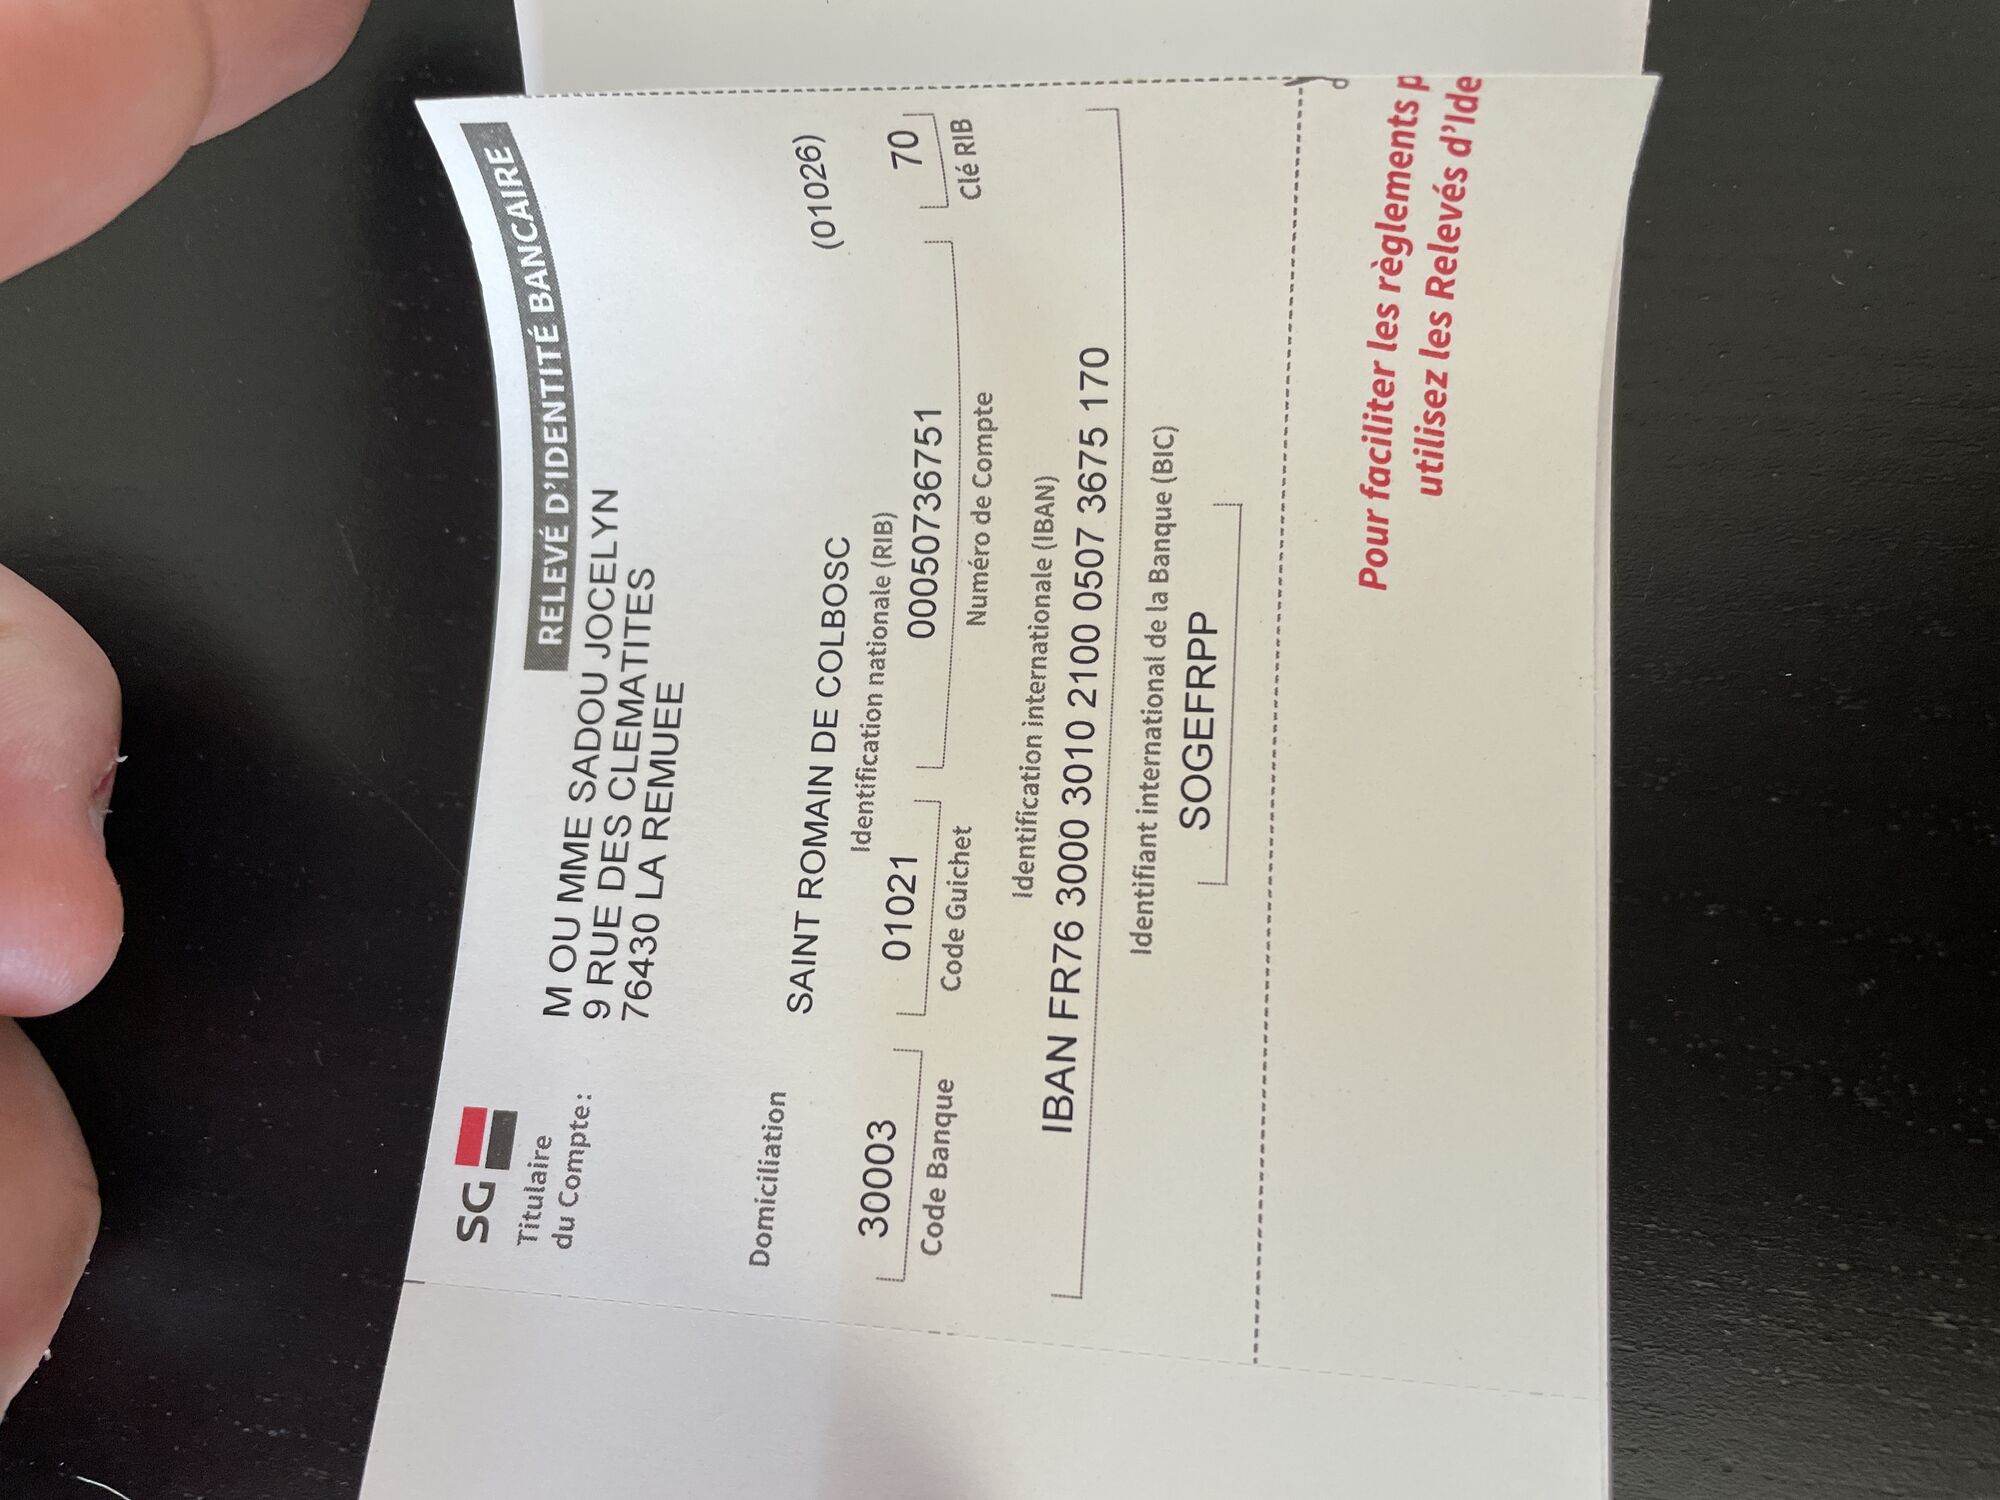 SG
RELEVÉ D'IDENTITÉ BANCAIRE
Titulaire
du Compte:
M OU MME SADOU JOCELYN
9 RUE DES CLEMATITES
76430 LA REMUEE
Domiciliation
SAINT ROMAIN DE COLBOSC (01026)
Identification nationale (RIB)
30003 01021 00050736751 70
Code Banque Code Guichet Numéro de Compte Clé RIB
Identification internationale (IBAN)
IBAN FR76 3000 3010 2100 0507 3675 170
Identifiant international de la Banque (BIC)
SOGEFRPP
Pour faciliter les règlements p
utilisez les Relevés d'Ide